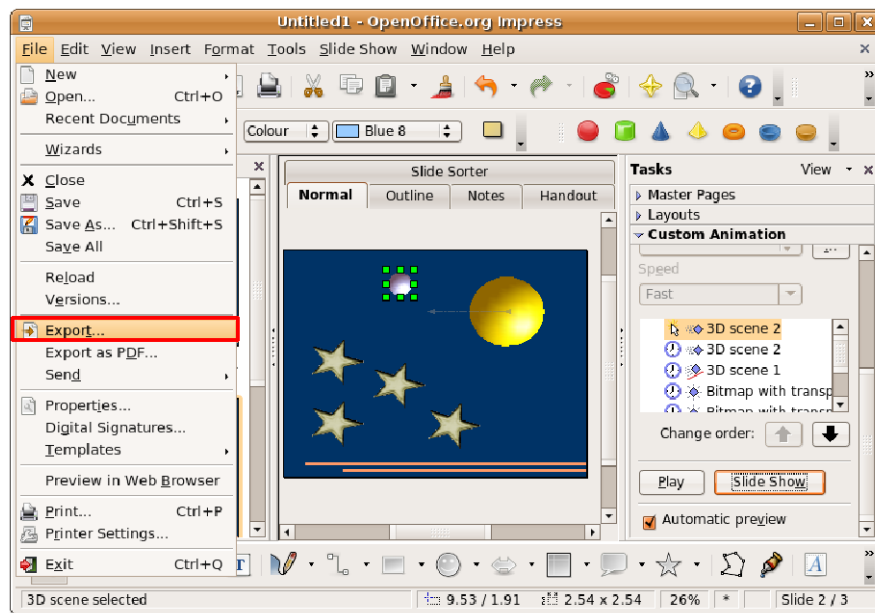 Untitled1 - OpenOffice.org Impress
File Edit View Insert Format Tools Slide Show Window Help
New
Open... Ctrl+O
Recent Documents
Wizards
Close
Save Ctrl+S
Save As... Ctrl+Shift+S
Save All
Reload
Versions...
Export...
Export as PDF...
Send
Properties...
Digital Signatures...
Templates
Preview in Web Browser
Print... Ctrl+P
Printer Settings...
Exit Ctrl+Q
Colour Blue 8
Slide Sorter
Normal Outline Notes Handout
Tasks View
Master Pages
Layouts
Custom Animation
Speed
Fast
3D scene 2
3D scene 2
3D scene 1
Bitmap with transp
Bitmap with transp
Change order:
Play Slide Show
Automatic preview
T A
3D scene selected 9.53 / 1.91 2.54 x 2.54 26% * Slide 2 / 3